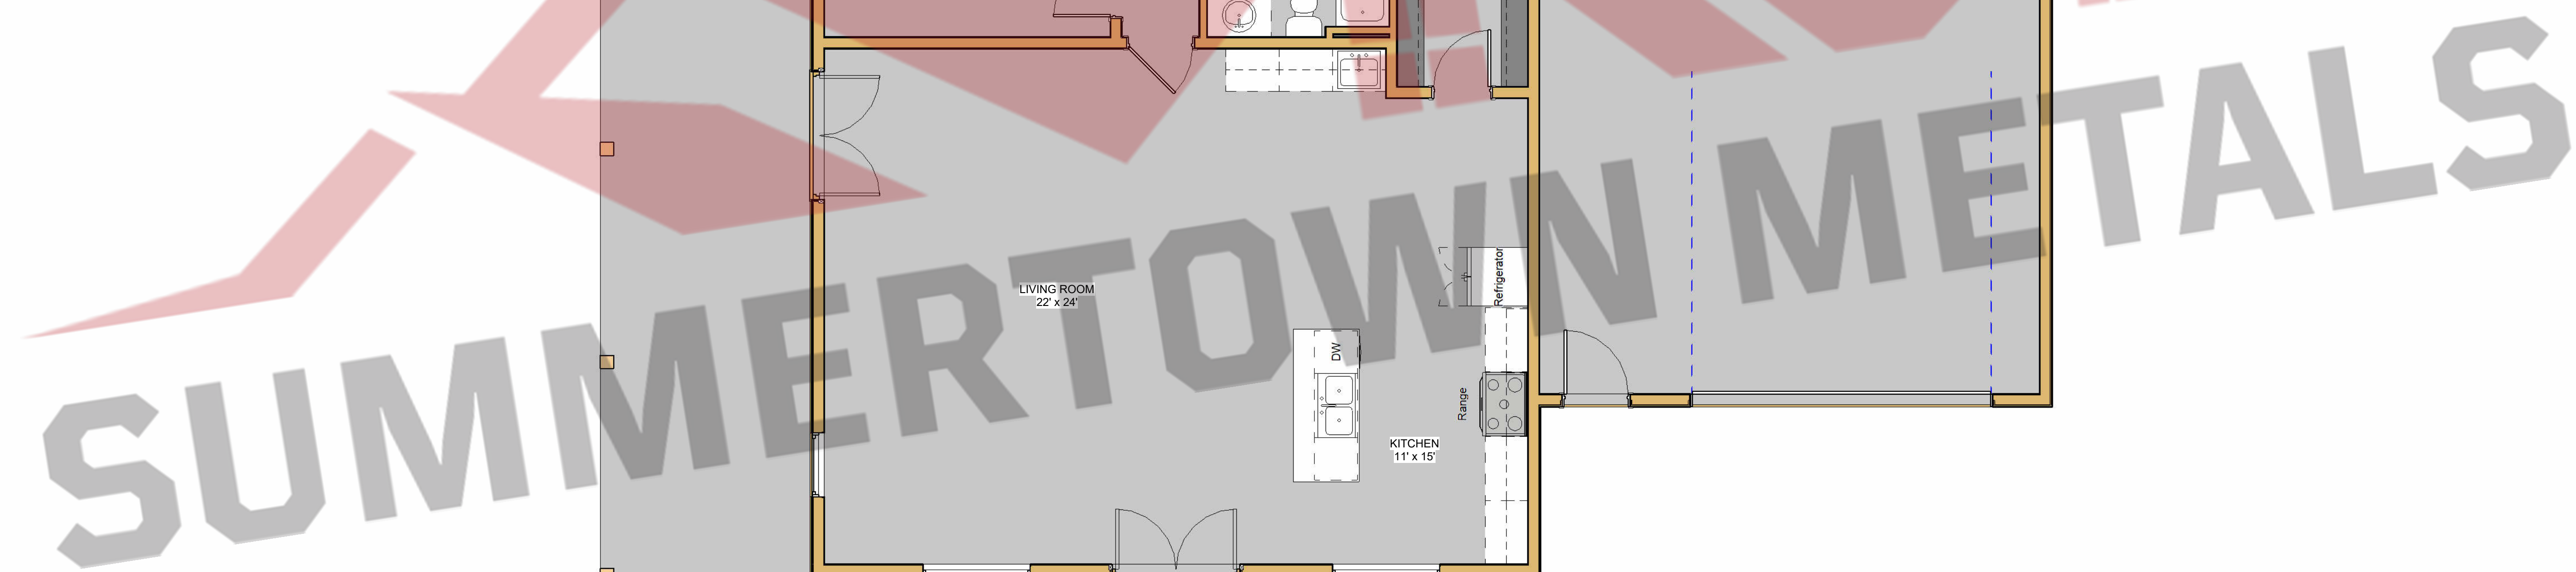 LIVING ROOM
22' x 24'
Refrigerator
DW
Range
KITCHEN
11' x 15'
SUMMERTOWN METALS